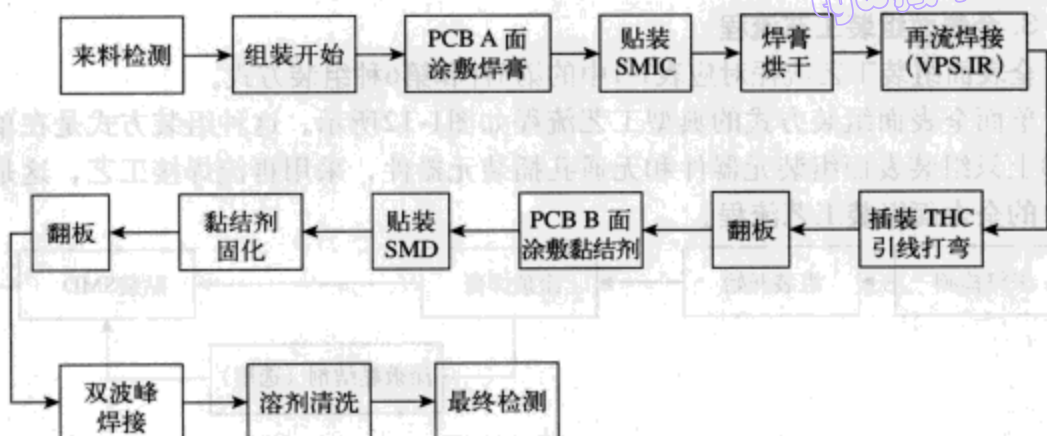 来料检测
组装开始
PCB A 面
涂敷焊膏
贴装
SMIC
焊膏
烘干
再流焊接
(VPS.IR)
插装 THC
引线打弯
翻板
PCB B 面
涂敷黏结剂
贴装
SMD
黏结剂
固化
翻板
双波峰
焊接
溶剂清洗
最终检测